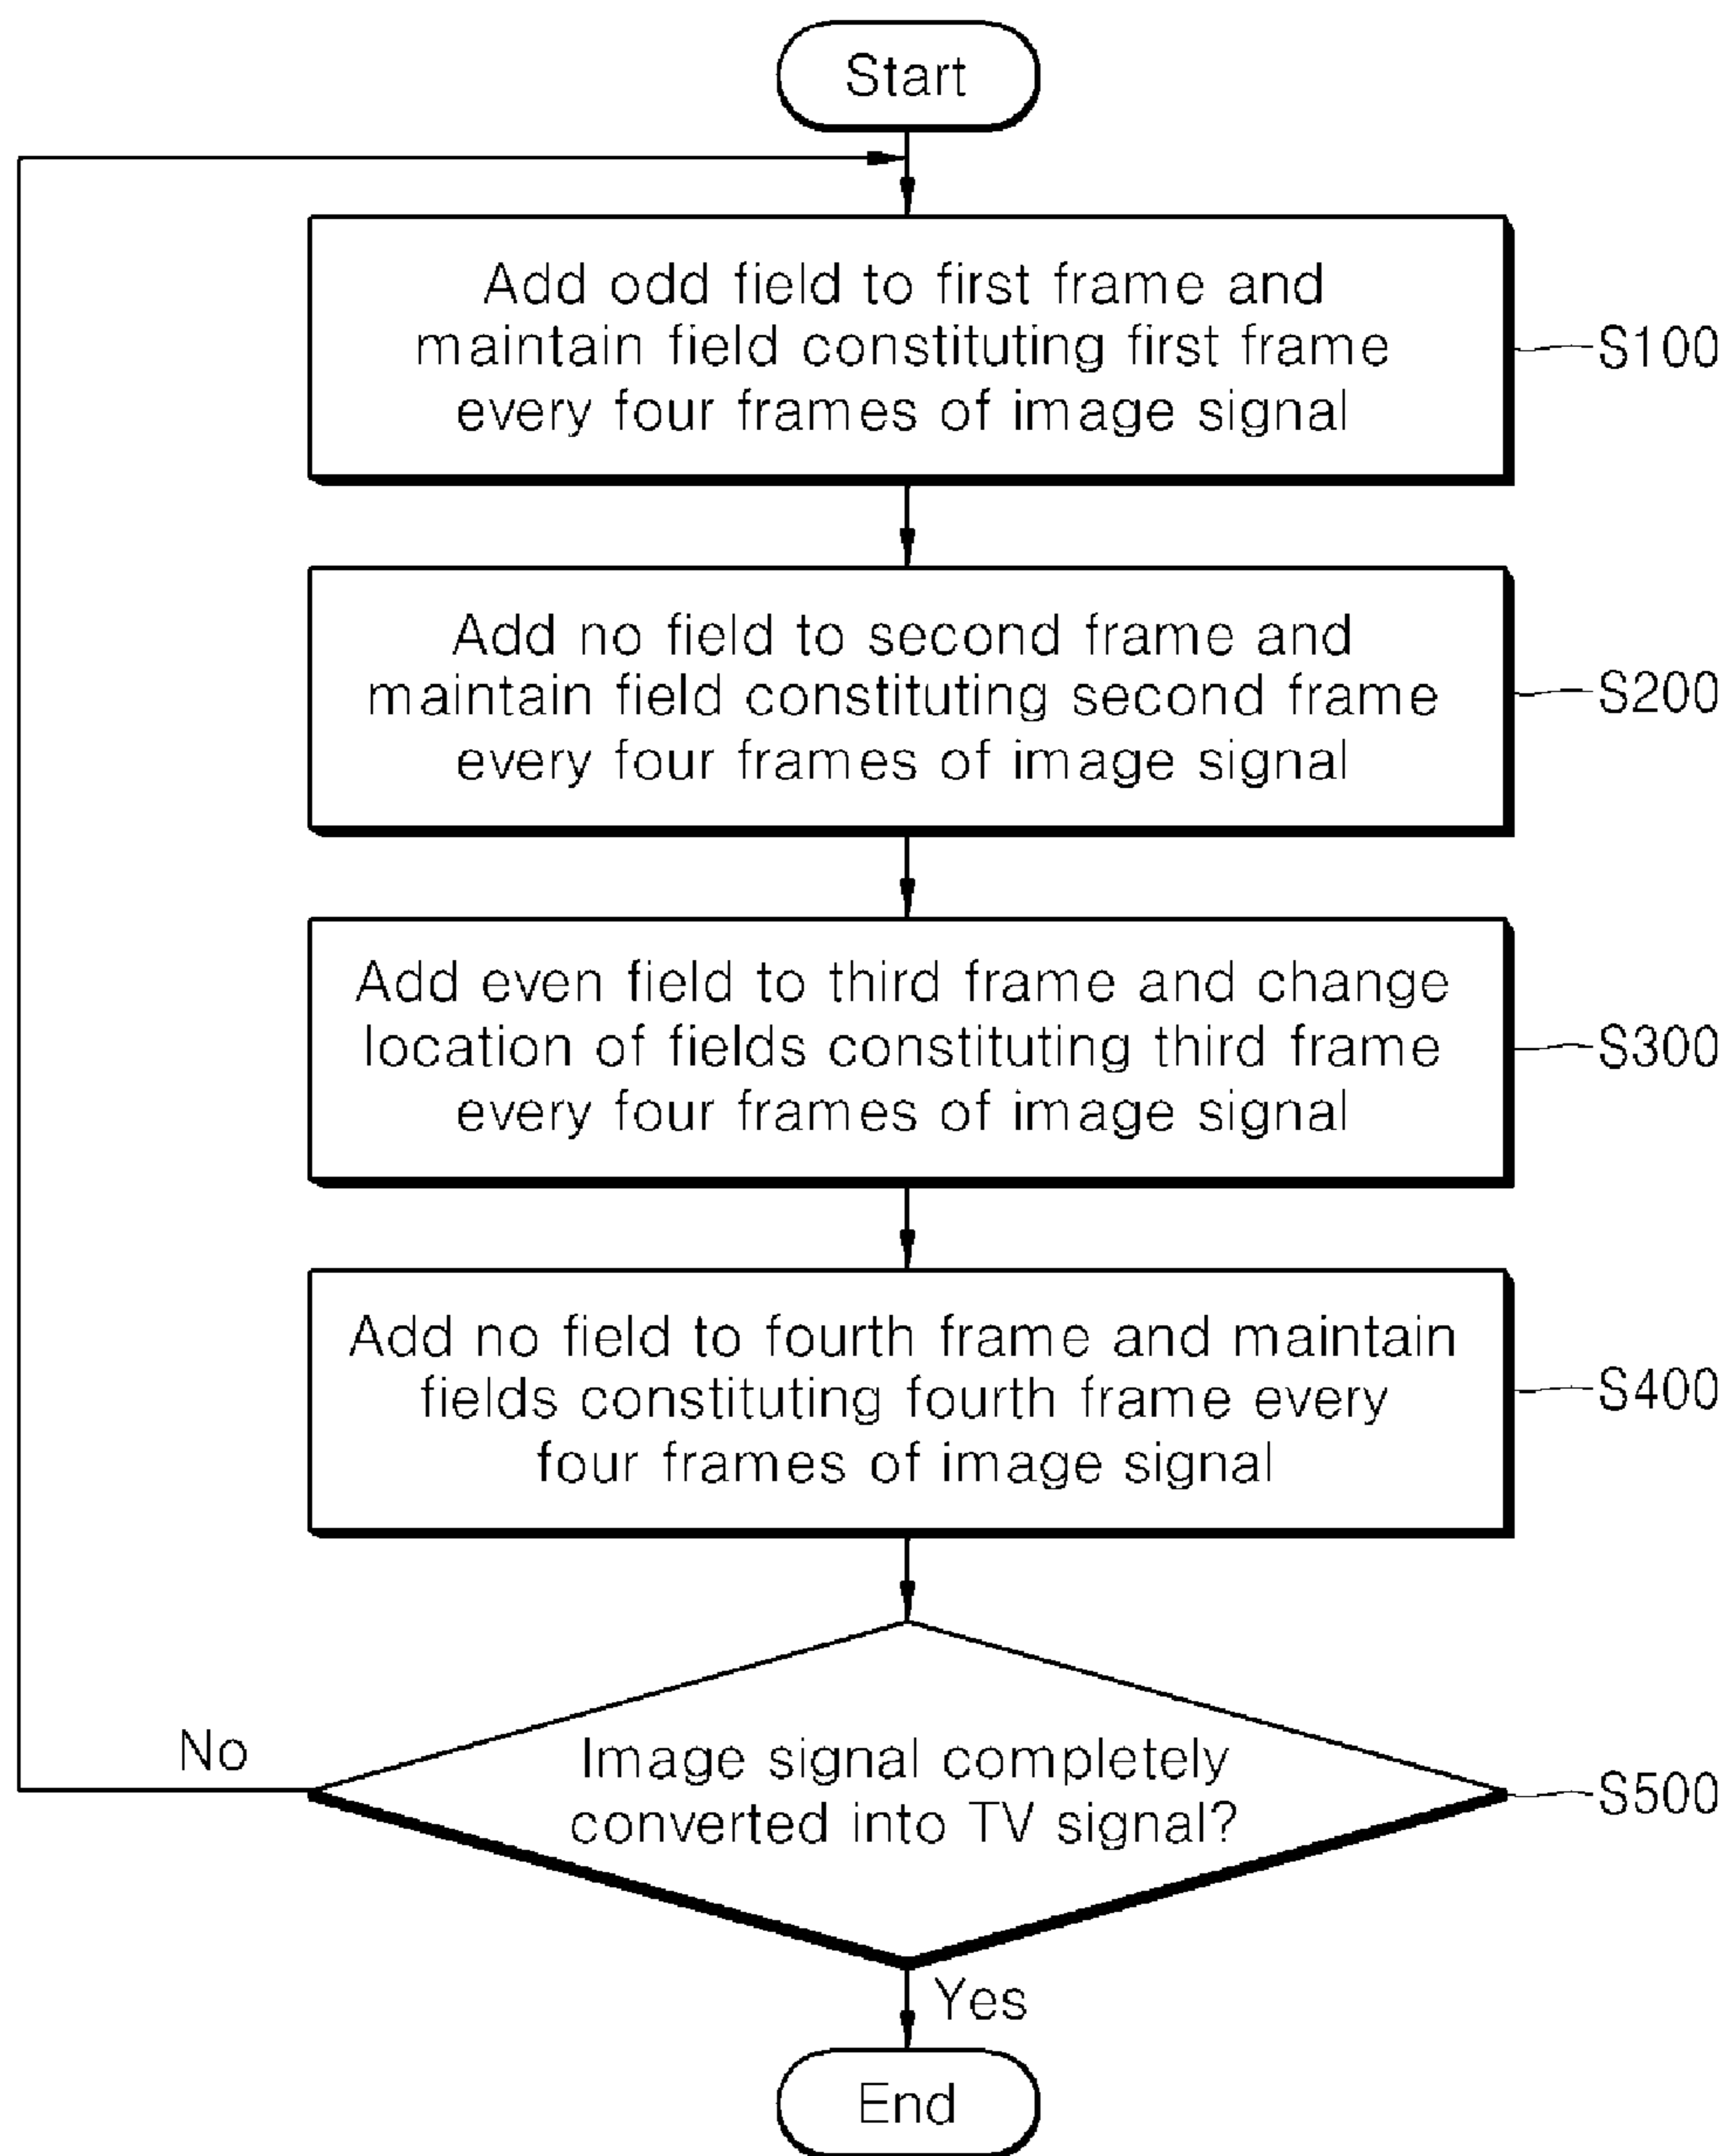 Start
Add odd field to first frame and
maintain field constituting first frame
every four frames of image signal
S100
Add no field to second frame and
maintain field constituting second frame
every four frames of image signal
S200
Add even field to third frame and change
location of fields constituting third frame
every four frames of image signal
S300
Add no field to fourth frame and maintain
fields constituting fourth frame every
four frames of image signal
S400
No
Image signal completely
converted into TV signal?
S500
Yes
End